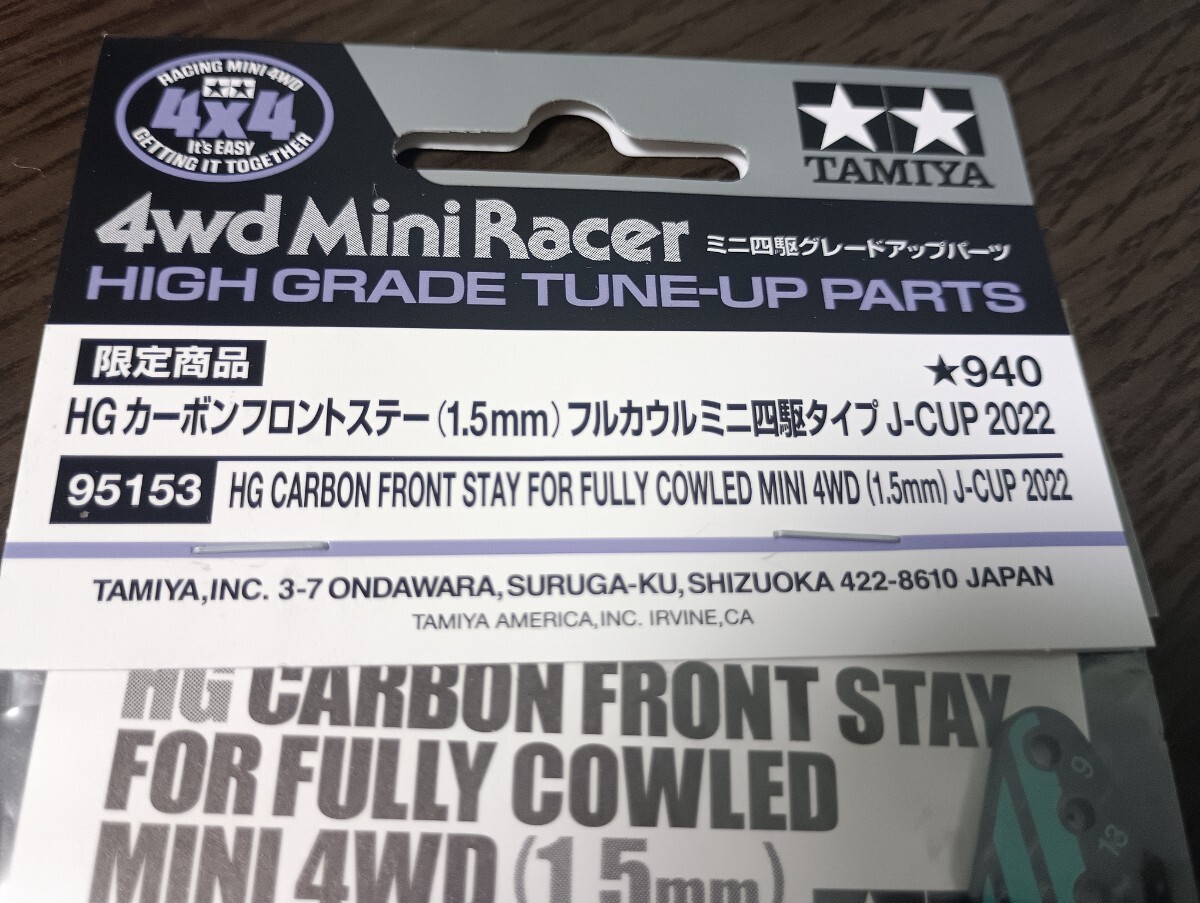 RACING MINI 4WD
4x4
It's EASY
GETTING IT TOGETHER
TAMIYA
4wd Mini Racer ミニ四駆グレードアップパーツ
HIGH GRADE TUNE-UP PARTS
限定商品
★940
HG カーボンフロントステー (1.5mm) フルカウルミニ四駆タイプ J-CUP 2022
95153 HG CARBON FRONT STAY FOR FULLY COWLED MINI 4WD (1.5mm) J-CUP 2022
TAMIYA,INC. 3-7 ONDAWARA, SURUGA-KU, SHIZUOKA 422-8610 JAPAN
TAMIYA AMERICA,INC. IRVINE,CA
HG CARBON FRONT STAY
FOR FULLY COWLED
MINI 4WD (1.5mm)
9
13